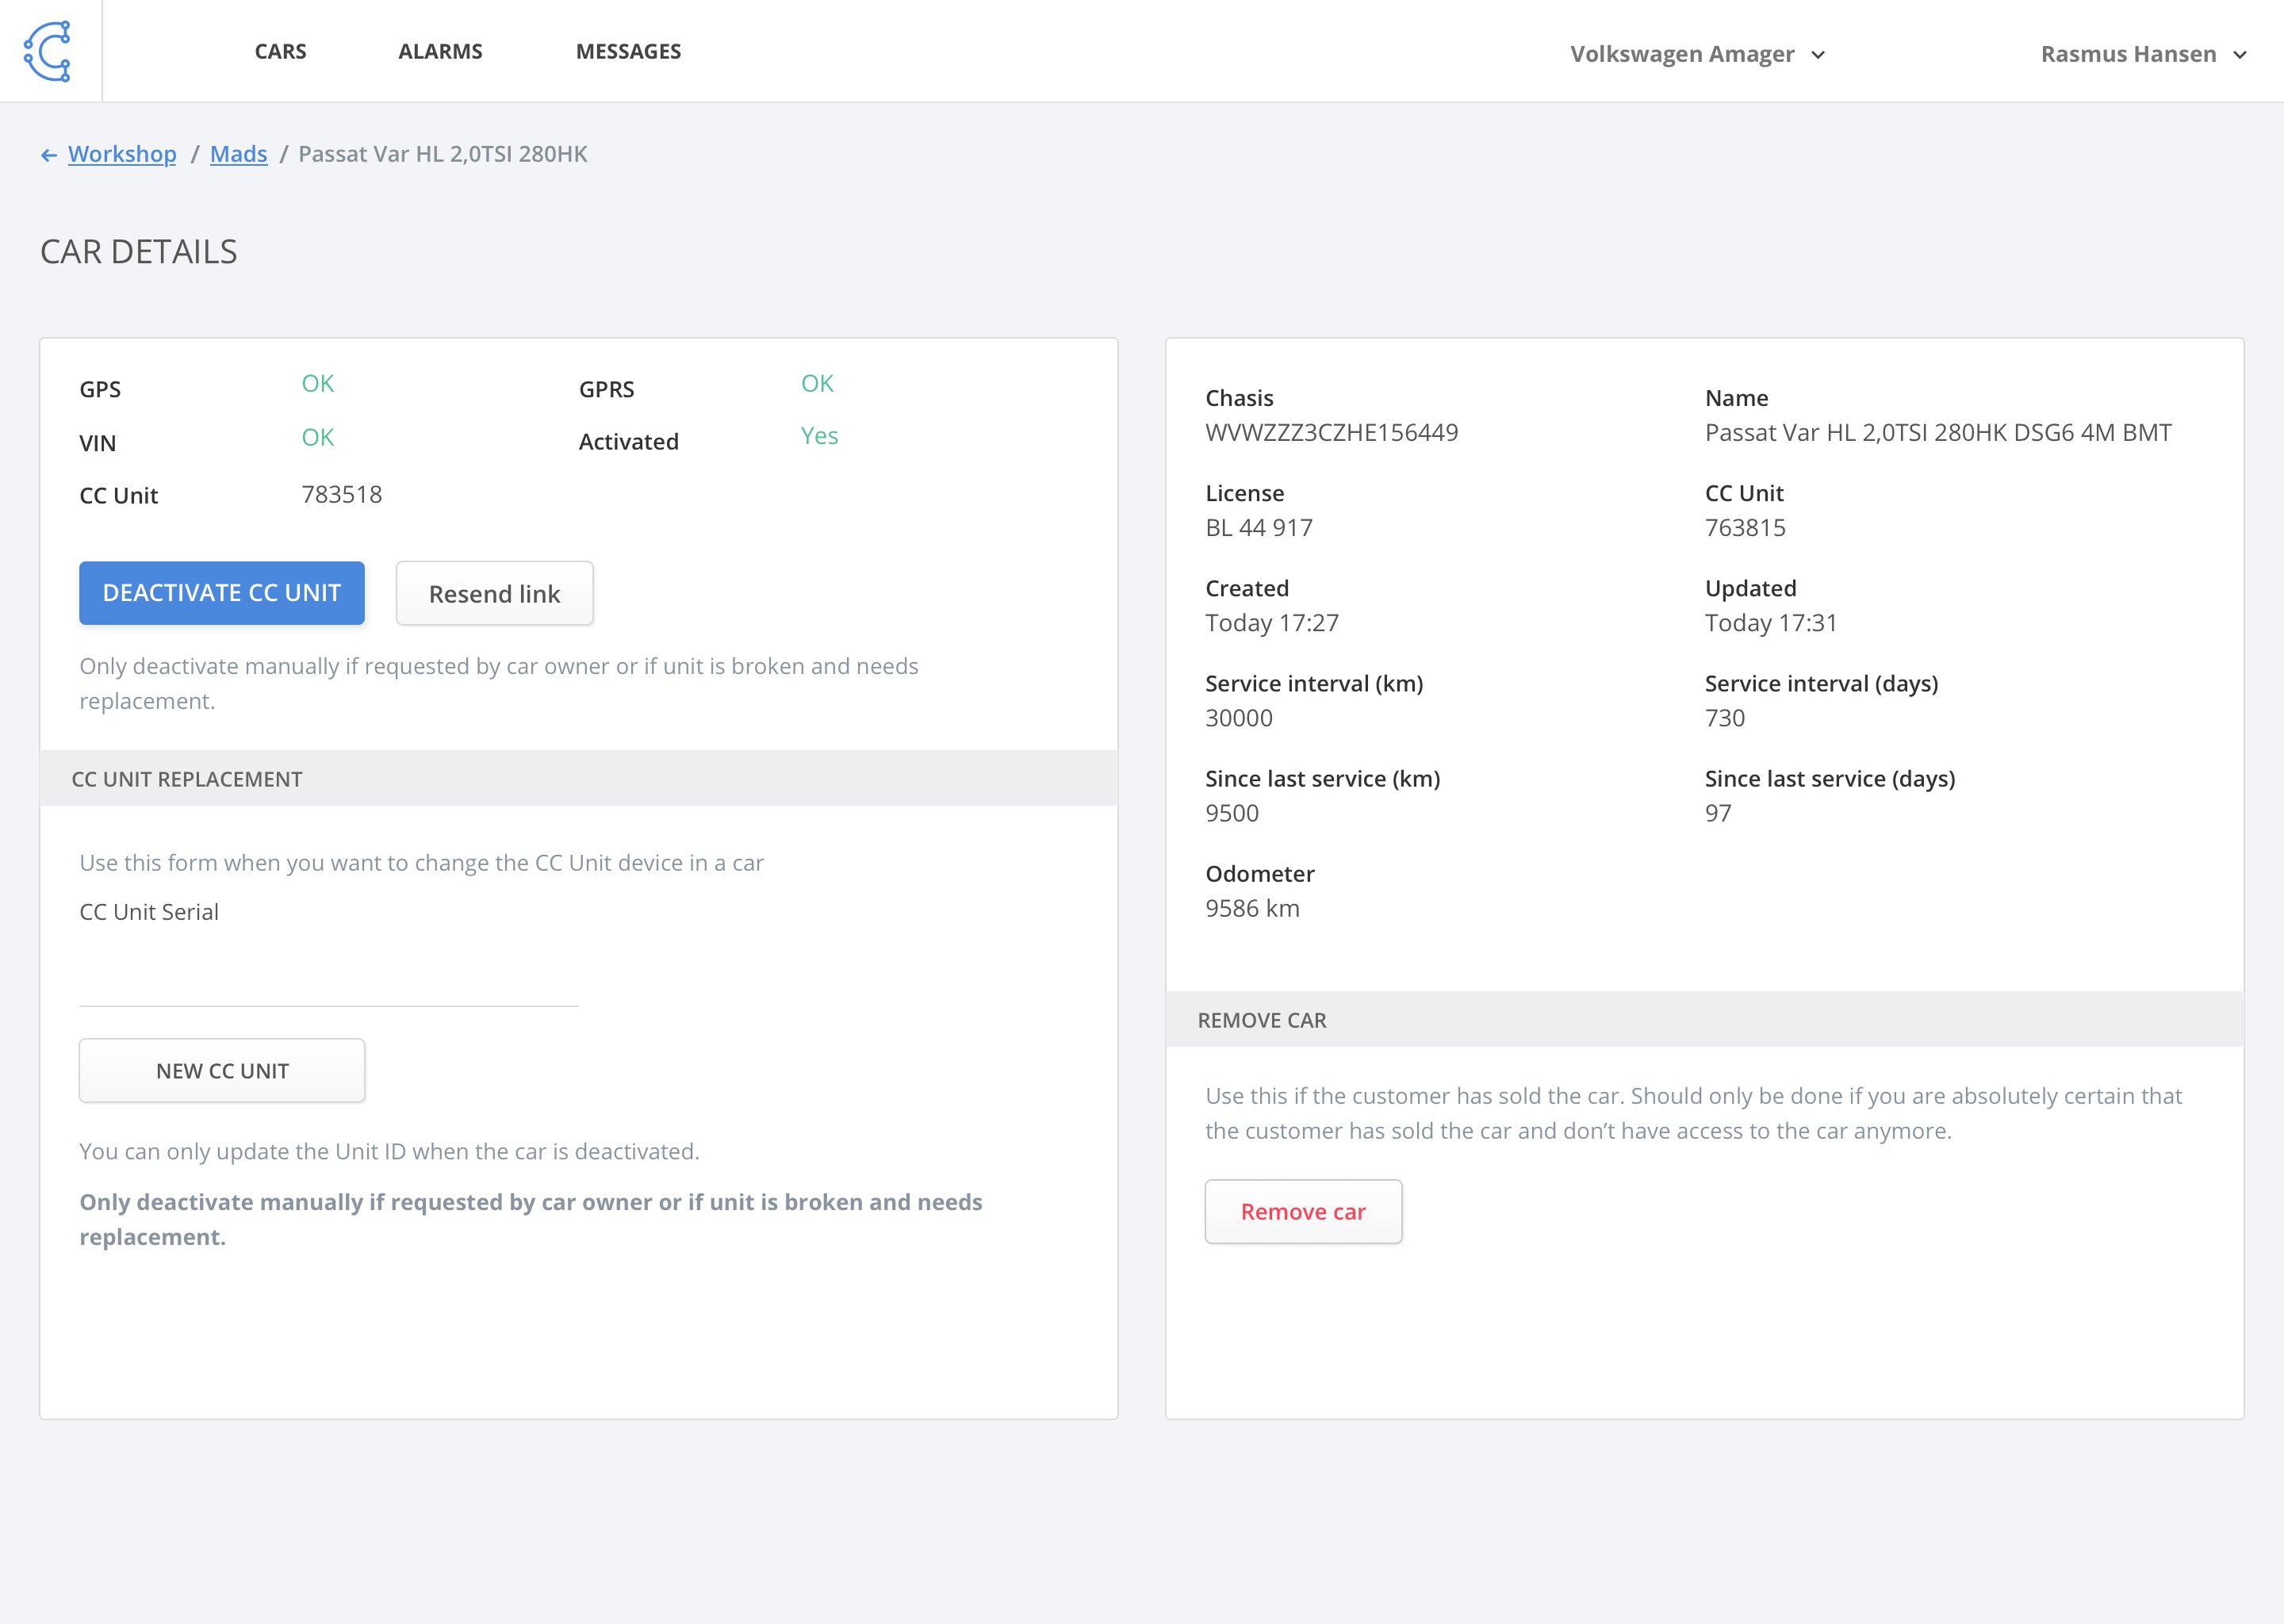 CARS ALARMS MESSAGES Volkswagen Amager Rasmus Hansen
← Workshop / Mads / Passat Var HL 2,0TSI 280HK
CAR DETAILS
GPS OK GPRS OK
VIN OK Activated Yes
CC Unit 783518
DEACTIVATE CC UNIT Resend link
Only deactivate manually if requested by car owner or if unit is broken and needs
replacement.
CC UNIT REPLACEMENT
Use this form when you want to change the CC Unit device in a car
CC Unit Serial
NEW CC UNIT
You can only update the Unit ID when the car is deactivated.
Only deactivate manually if requested by car owner or if unit is broken and needs
replacement.
Chasis Name
WVWZZZ3CZHE156449 Passat Var HL 2,0TSI 280HK DSG6 4M BMT
License CC Unit
BL 44 917 763815
Created Updated
Today 17:27 Today 17:31
Service interval (km) Service interval (days)
30000 730
Since last service (km) Since last service (days)
9500 97
Odometer
9586 km
REMOVE CAR
Use this if the customer has sold the car. Should only be done if you are absolutely certain that
the customer has sold the car and don’t have access to the car anymore.
Remove car